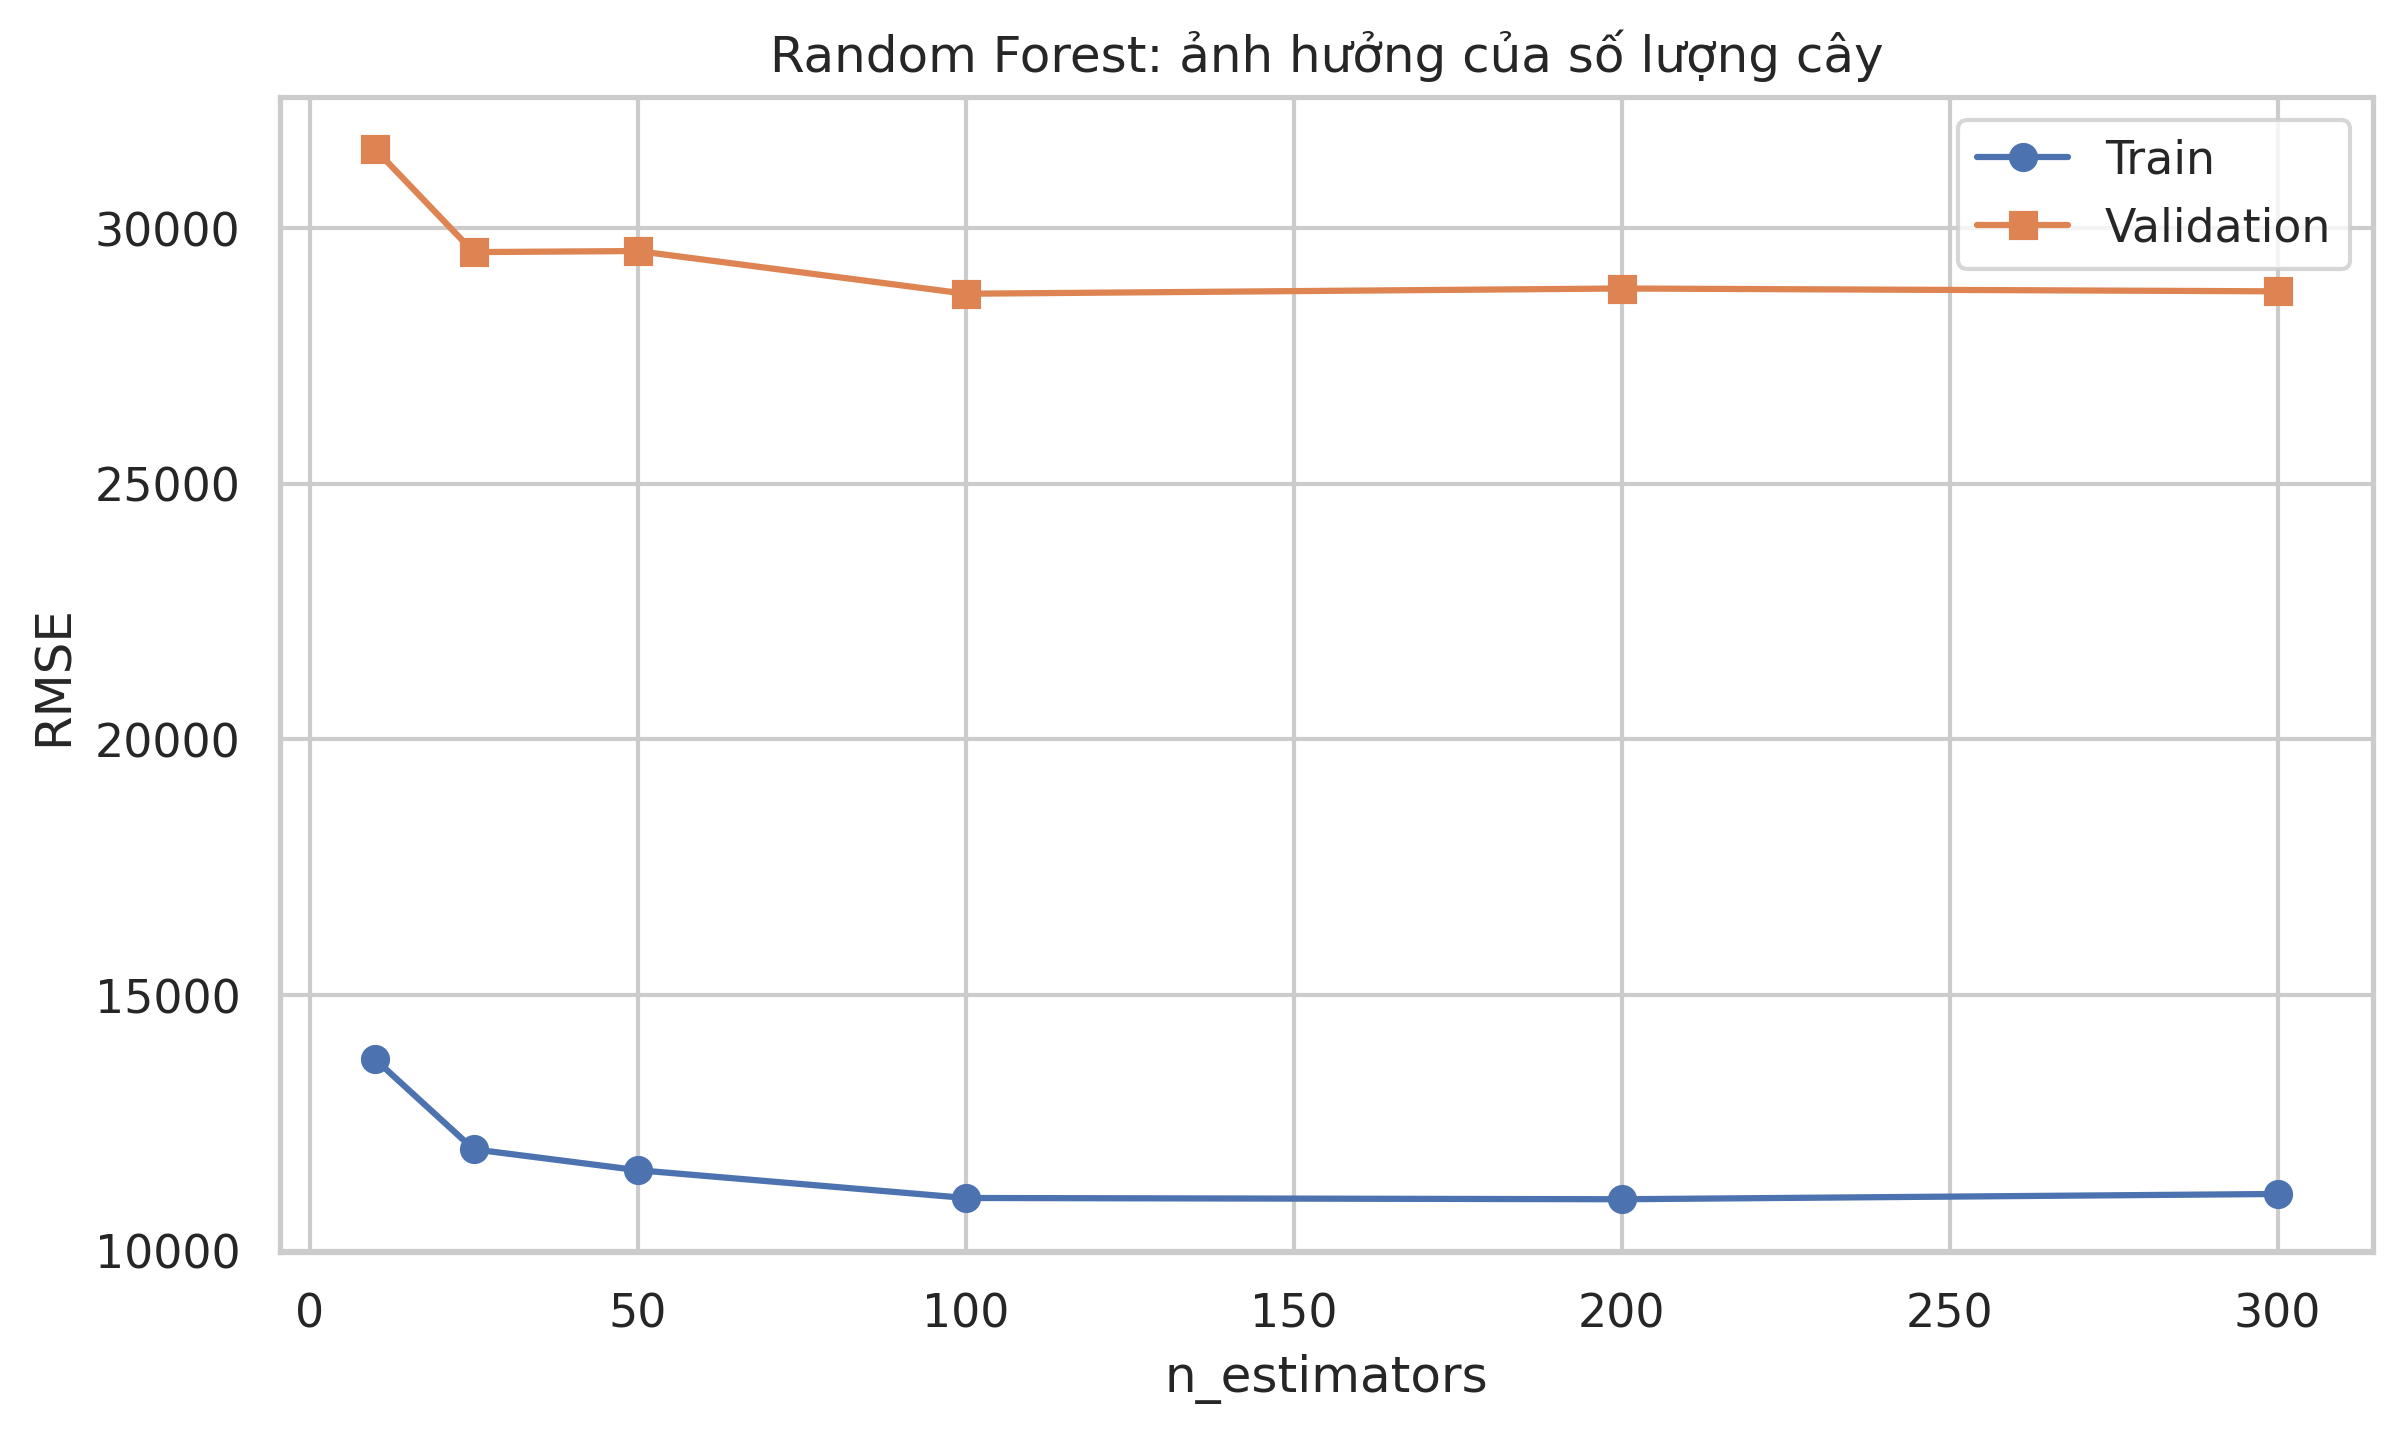 Random Forest: ảnh hưởng của số lượng cây
Train
Validation
30000
25000
20000
15000
10000
RMSE
0 50 100 150 200 250 300
n_estimators